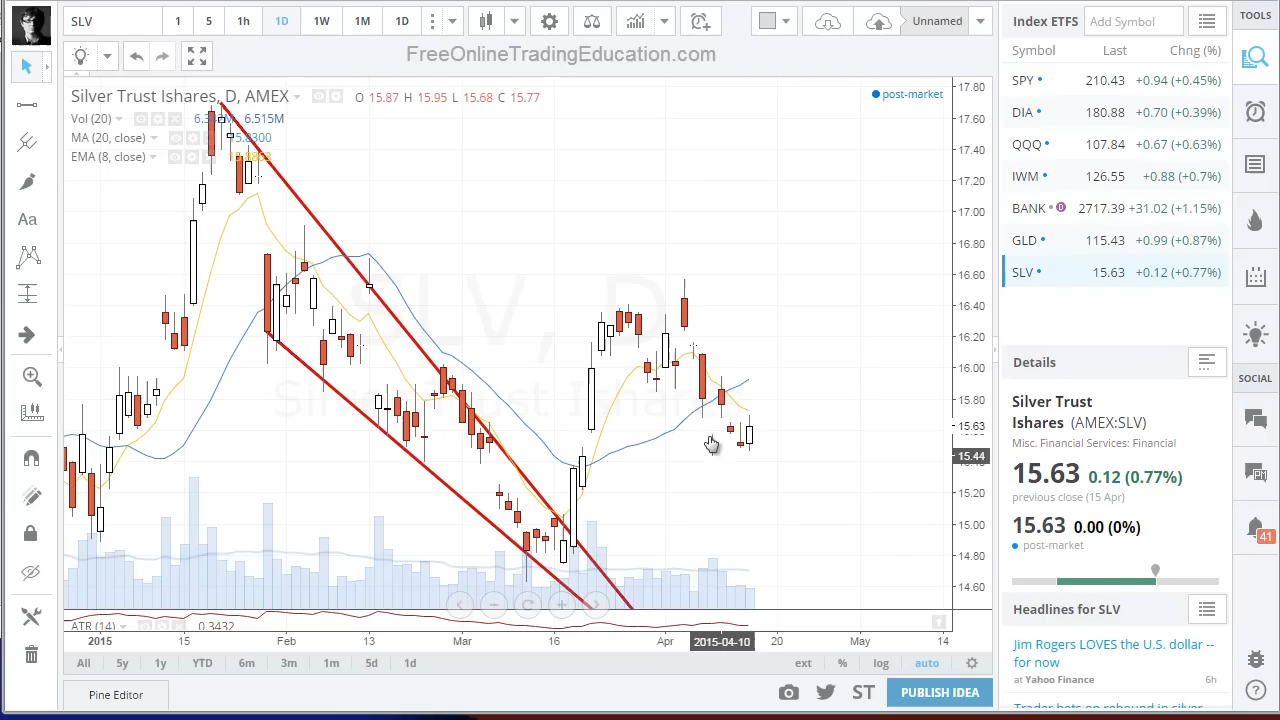 SLV 1 5 1h 1D 1W 1M 1D Unnamed
FreeOnlineTradingEducation.com
Silver Trust Ishares, D, AMEX O 15.87 H 15.95 L 15.68 C 15.77
post-market
Vol (20) 6.515M
MA (20, close)
EMA (8, close)
SLV, D
17.80
17.60
17.40
17.20
17.00
16.80
16.60
16.40
16.20
16.00
15.80
15.63
15.44
15.20
15.00
14.80
14.60
ATR (14) 0.3432
2015 15 Feb 13 Mar 16 Apr 2015-04-10 20 May 14
All 5y 1y YTD 6m 3m 1m 5d 1d ext % log auto
Pine Editor ST PUBLISH IDEA
Aa
Index ETFS Add Symbol
Symbol Last Chng (%)
SPY 210.43 +0.94 (+0.45%)
DIA 180.88 +0.70 (+0.39%)
QQQ 107.84 +0.67 (+0.63%)
IWM 126.55 +0.88 (+0.7%)
BANK D 2717.39 +31.02 (+1.15%)
GLD 115.43 +0.99 (+0.87%)
SLV 15.63 +0.12 (+0.77%)
Details
Silver Trust
Ishares (AMEX:SLV)
Misc. Financial Services: Financial
15.63 0.12 (0.77%)
previous close (15 Apr)
15.63 0.00 (0%)
post-market
Headlines for SLV
Jim Rogers LOVES the U.S. dollar --
for now
at Yahoo Finance 6h
Trader bets on rebound in silver
TOOLS
SOCIAL
41